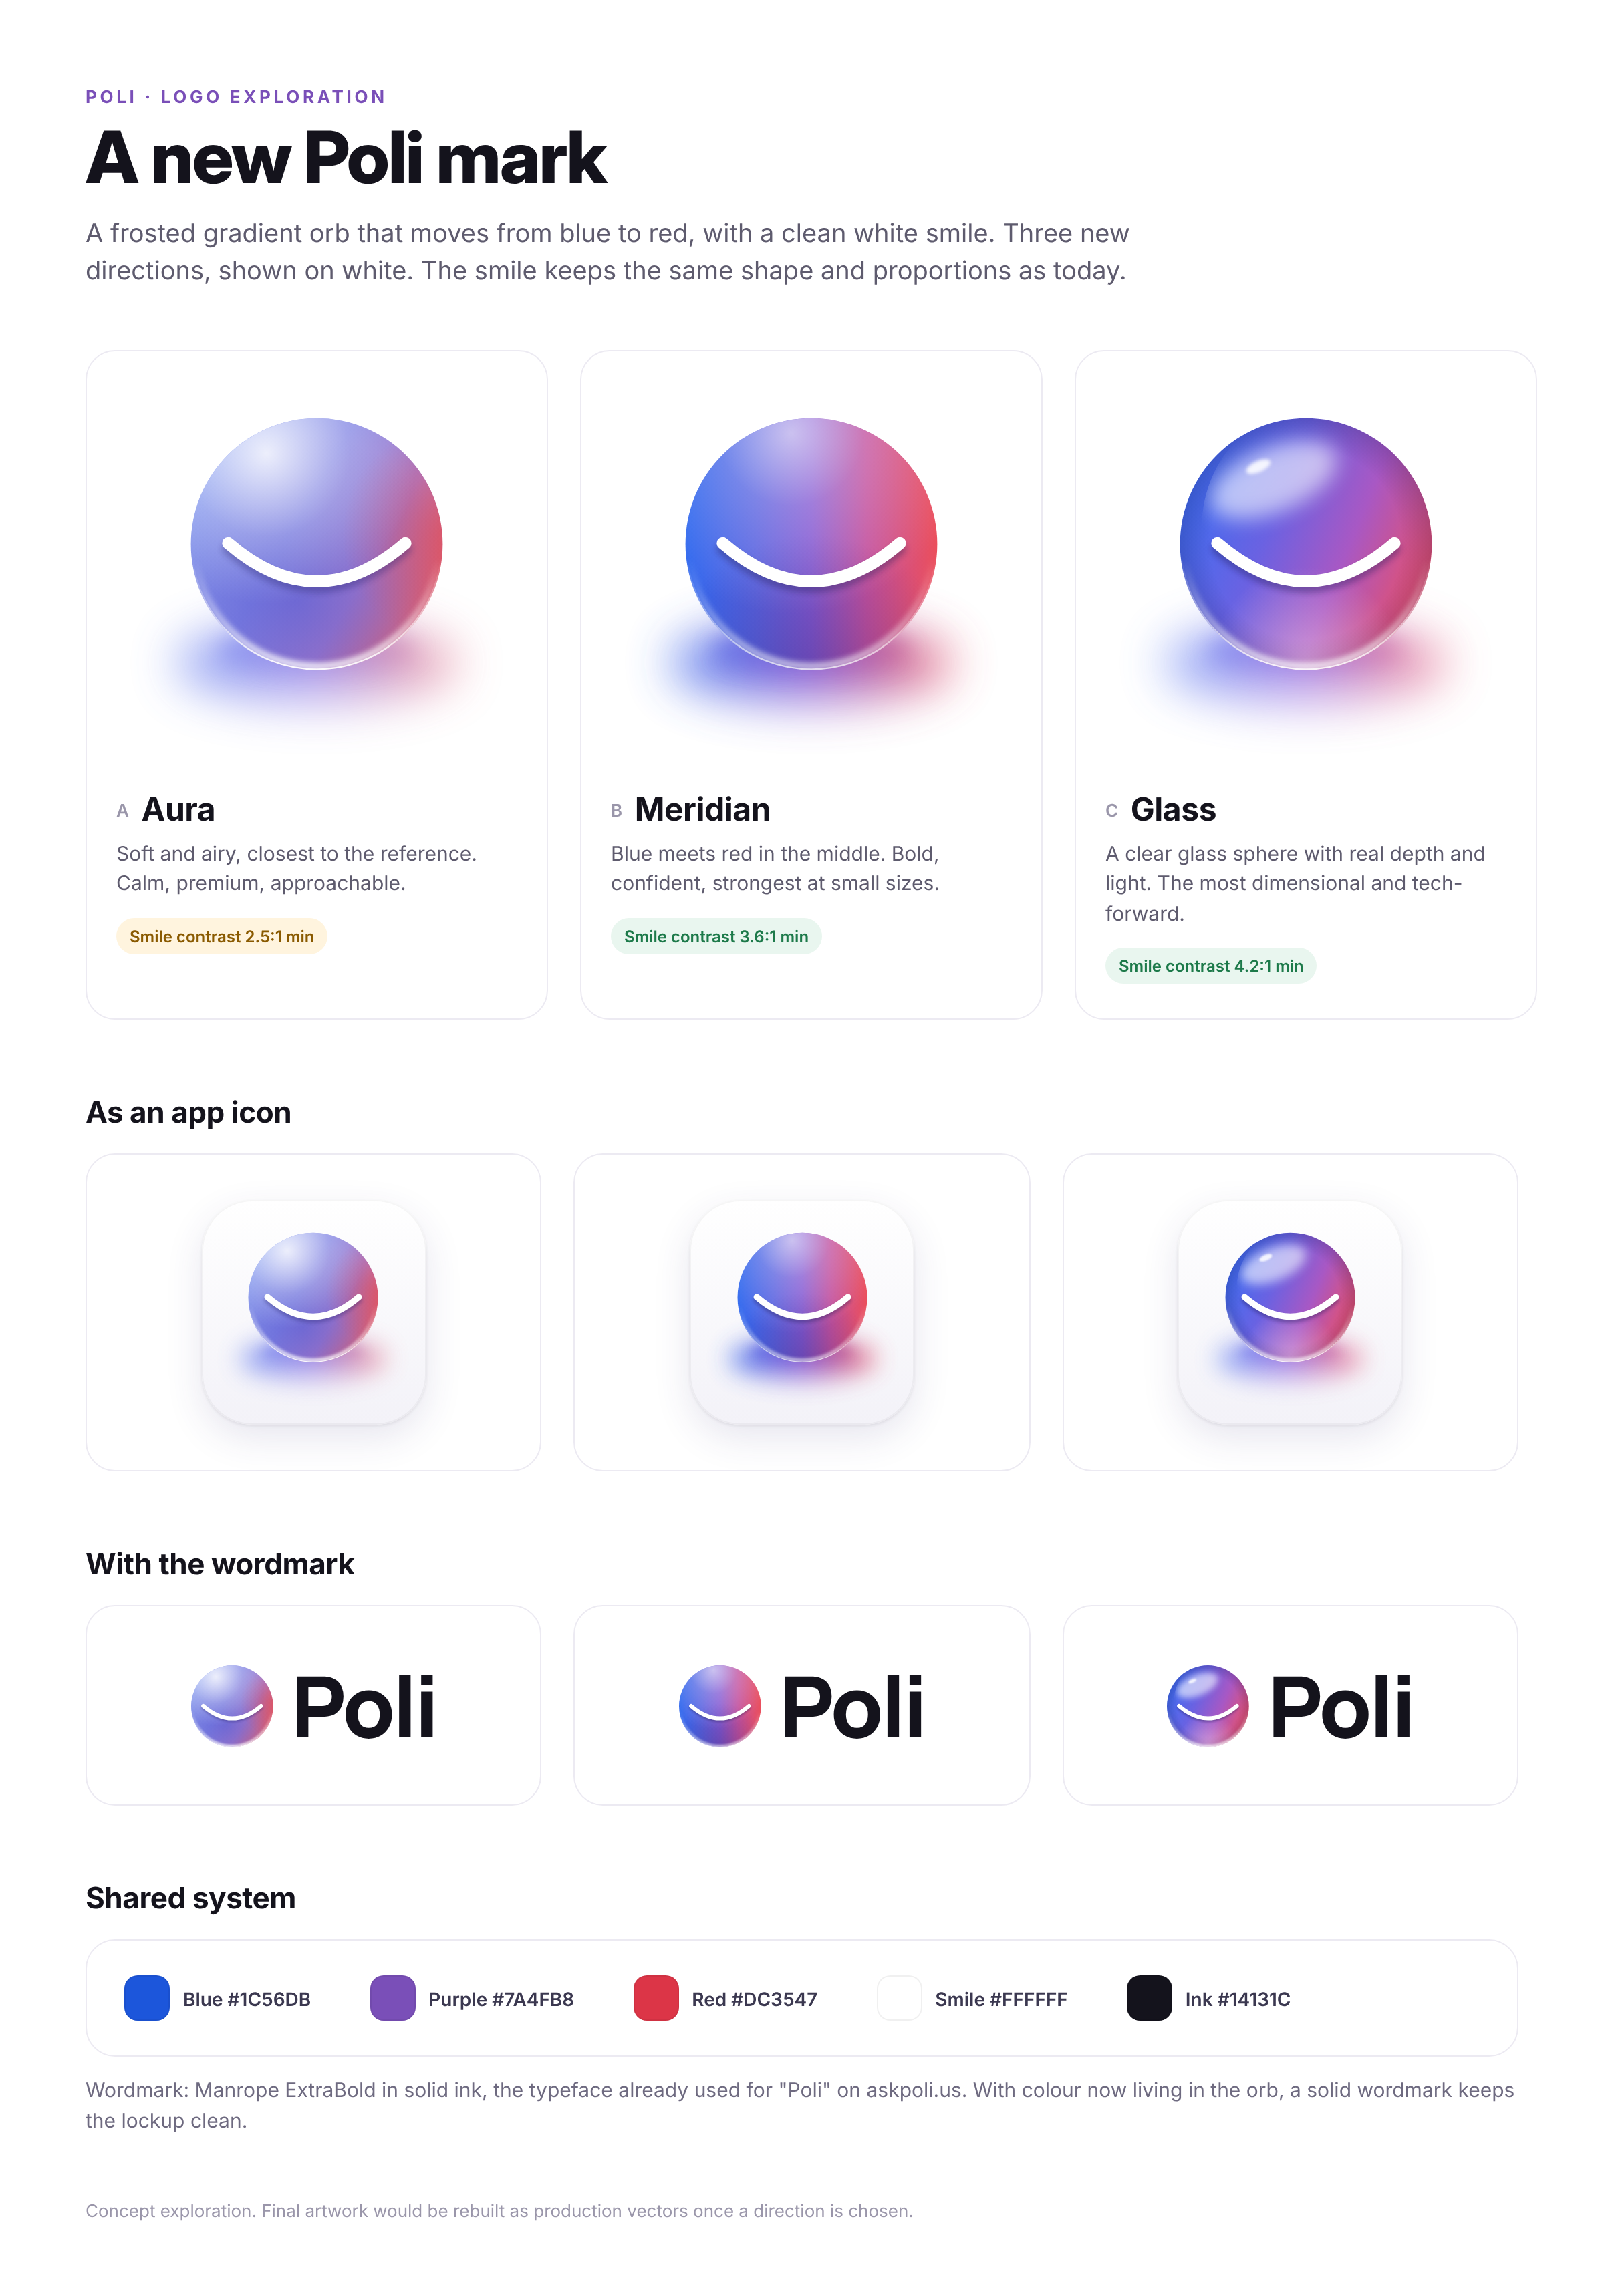 POLI · LOGO EXPLORATION
A new Poli mark
A frosted gradient orb that moves from blue to red, with a clean white smile. Three new
directions, shown on white. The smile keeps the same shape and proportions as today.
A Aura
Soft and airy, closest to the reference.
Calm, premium, approachable.
Smile contrast 2.5:1 min
B Meridian
Blue meets red in the middle. Bold,
confident, strongest at small sizes.
Smile contrast 3.6:1 min
C Glass
A clear glass sphere with real depth and
light. The most dimensional and tech-
forward.
Smile contrast 4.2:1 min
As an app icon
With the wordmark
Poli
Poli
Poli
Shared system
Blue #1C56DB
Purple #7A4FB8
Red #DC3547
Smile #FFFFFF
Ink #14131C
Wordmark: Manrope ExtraBold in solid ink, the typeface already used for "Poli" on askpoli.us. With colour now living in the orb, a solid wordmark keeps
the lockup clean.
Concept exploration. Final artwork would be rebuilt as production vectors once a direction is chosen.